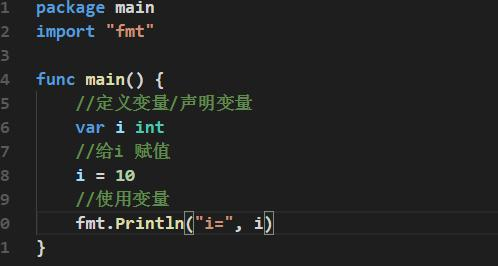 1 package main
2 import "fmt"
3
4 func main() {
5     //定义变量/声明变量
6     var i int
7     //给i 赋值
8     i = 10
9     //使用变量
0     fmt.Println("i=", i)
1 }